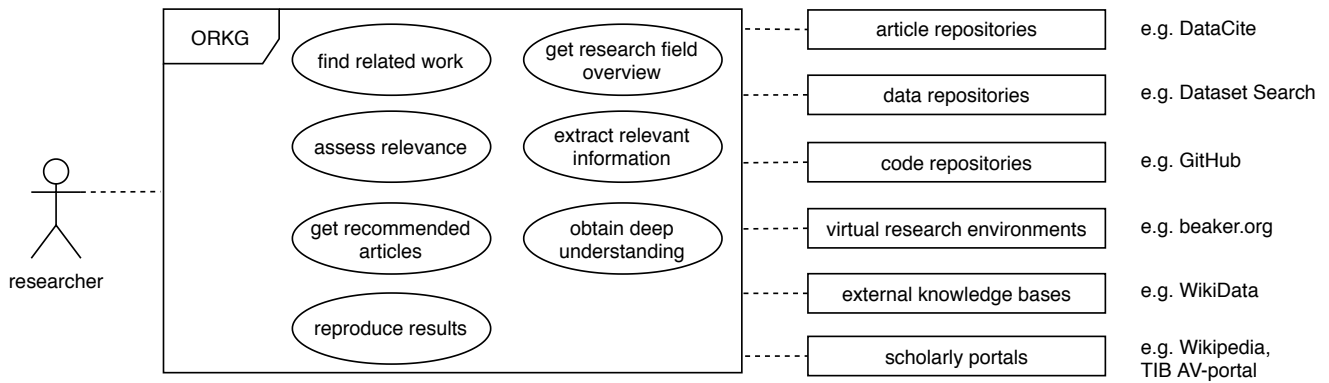 ORKG
find related work
get research field
overview
assess relevance
extract relevant
information
get recommended
articles
obtain deep
understanding
reproduce results
researcher
article repositories
e.g. DataCite
data repositories
e.g. Dataset Search
code repositories
e.g. GitHub
virtual research environments
e.g. beaker.org
external knowledge bases
e.g. WikiData
scholarly portals
e.g. Wikipedia,
TIB AV-portal